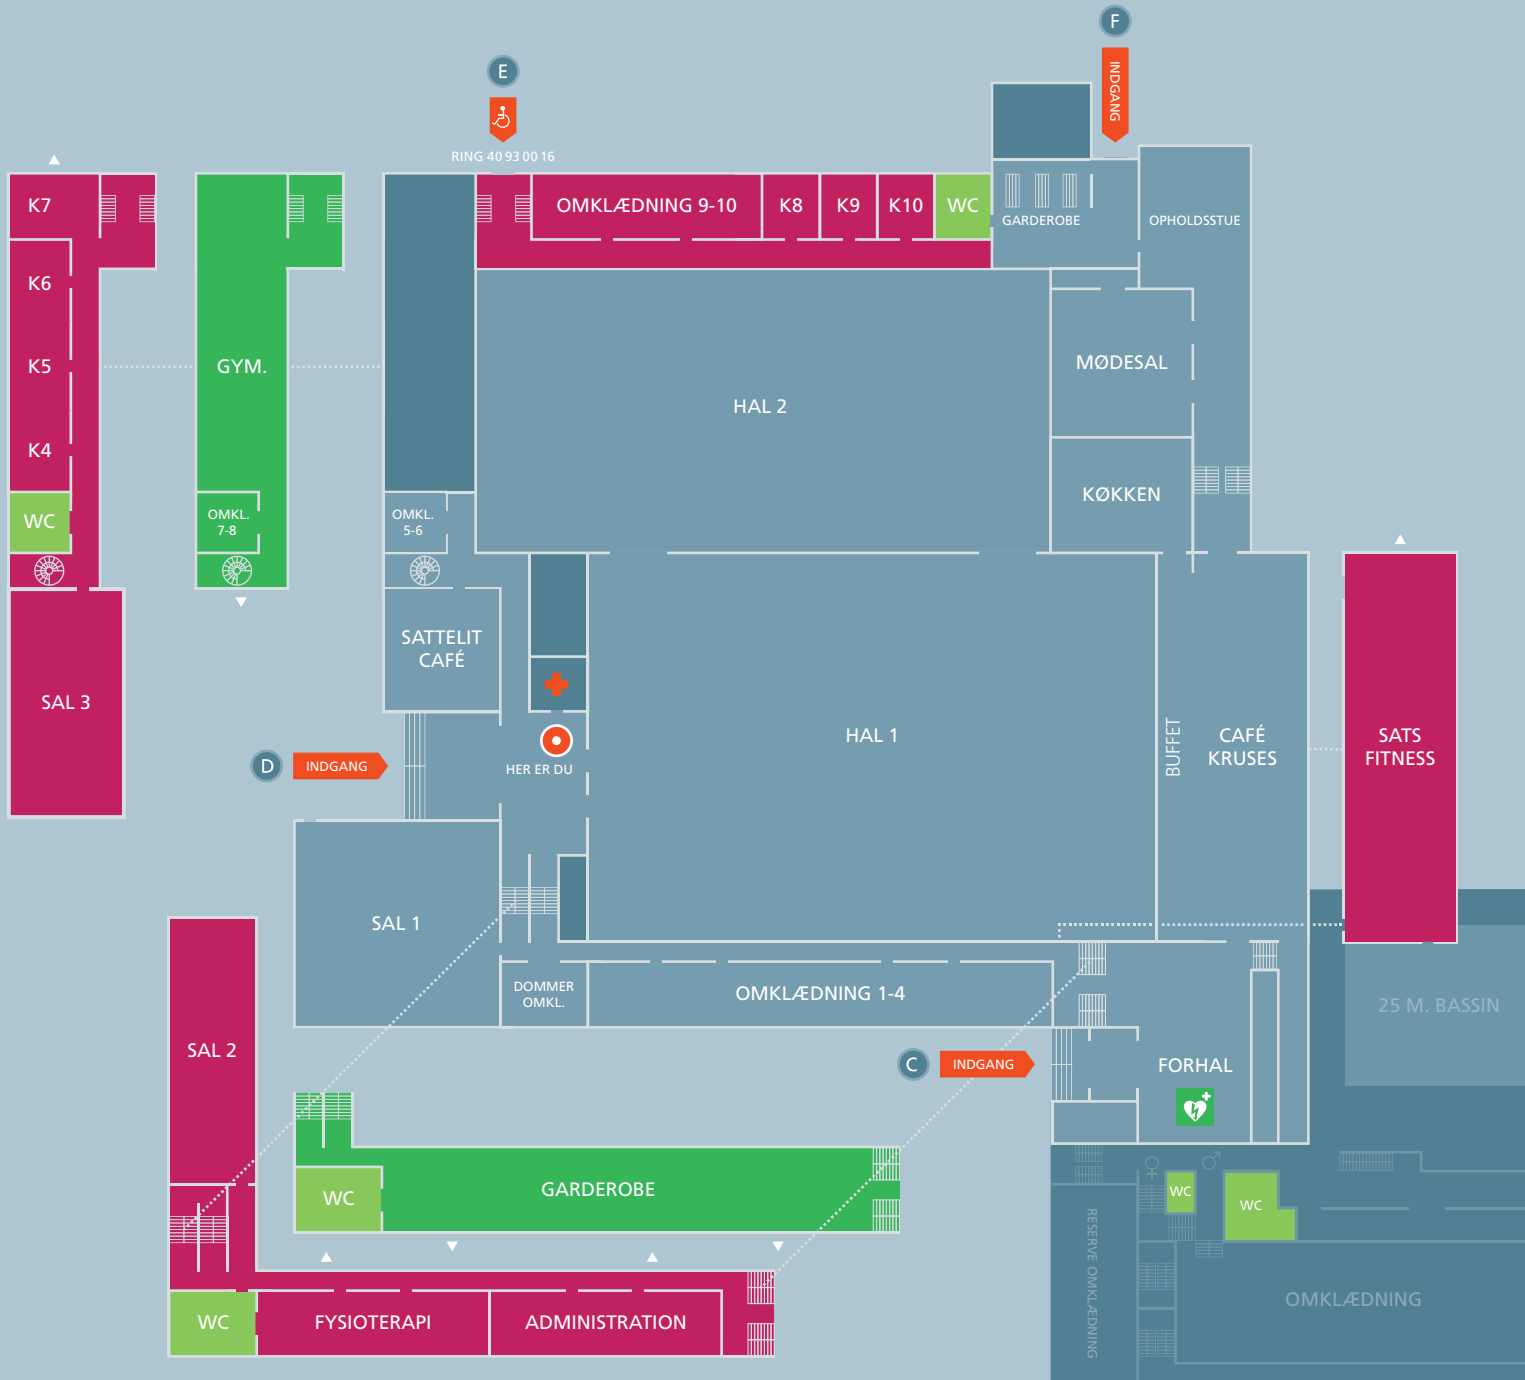 F
INDGANG
E
RING 40 93 00 16
K7
OMKLÆDNING 9-10
K8
K9
K10
WC
GARDEROBE
OPHOLDSSTUE
K6
K5
GYM.
MØDESAL
HAL 2
K4
KØKKEN
WC
OMKL.
7-8
OMKL.
5-6
SATTELIT
CAFÉ
SAL 3
HAL 1
BUFFET
CAFÉ
KRUSES
SATS
FITNESS
D
INDGANG
HER ER DU
SAL 1
DOMMER
OMKL.
OMKLÆDNING 1-4
25 M. BASSIN
SAL 2
C
INDGANG
FORHAL
WC
GARDEROBE
WC
WC
RESERVE OMKLÆDNING
OMKLÆDNING
WC
FYSIOTERAPI
ADMINISTRATION